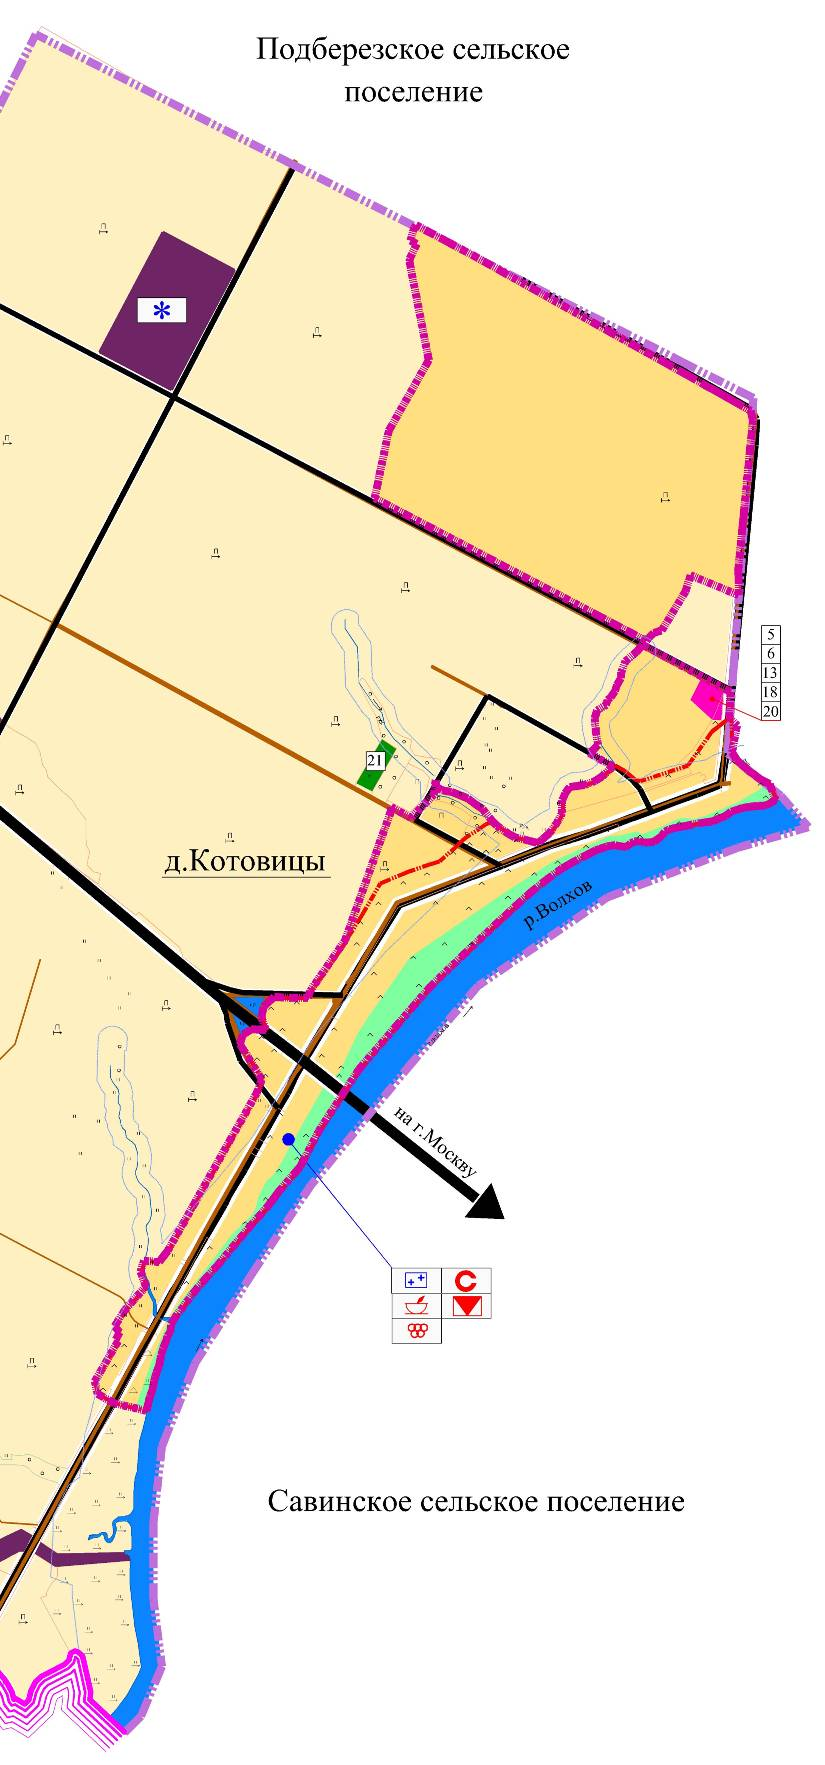 Подберезское сельское
поселение
5
6
13
18
20
21
д.Котовицы
р.Волхов
на г.Москву
Савинское сельское поселение